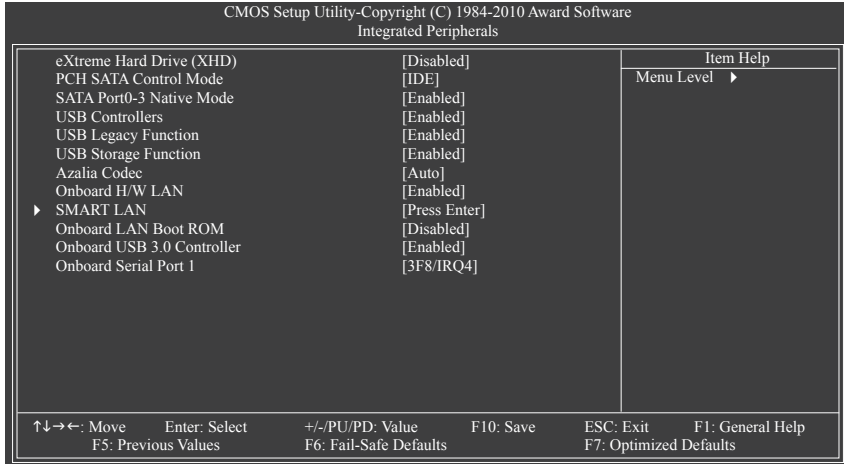 CMOS Setup Utility-Copyright (C) 1984-2010 Award Software
Integrated Peripherals
eXtreme Hard Drive (XHD) [Disabled]
PCH SATA Control Mode [IDE]
SATA Port0-3 Native Mode [Enabled]
USB Controllers [Enabled]
USB Legacy Function [Enabled]
USB Storage Function [Enabled]
Azalia Codec [Auto]
Onboard H/W LAN [Enabled]
SMART LAN [Press Enter]
Onboard LAN Boot ROM [Disabled]
Onboard USB 3.0 Controller [Enabled]
Onboard Serial Port 1 [3F8/IRQ4]
Item Help
Menu Level
↑↓→←: Move Enter: Select +/-/PU/PD: Value F10: Save ESC: Exit F1: General Help
F5: Previous Values F6: Fail-Safe Defaults F7: Optimized Defaults